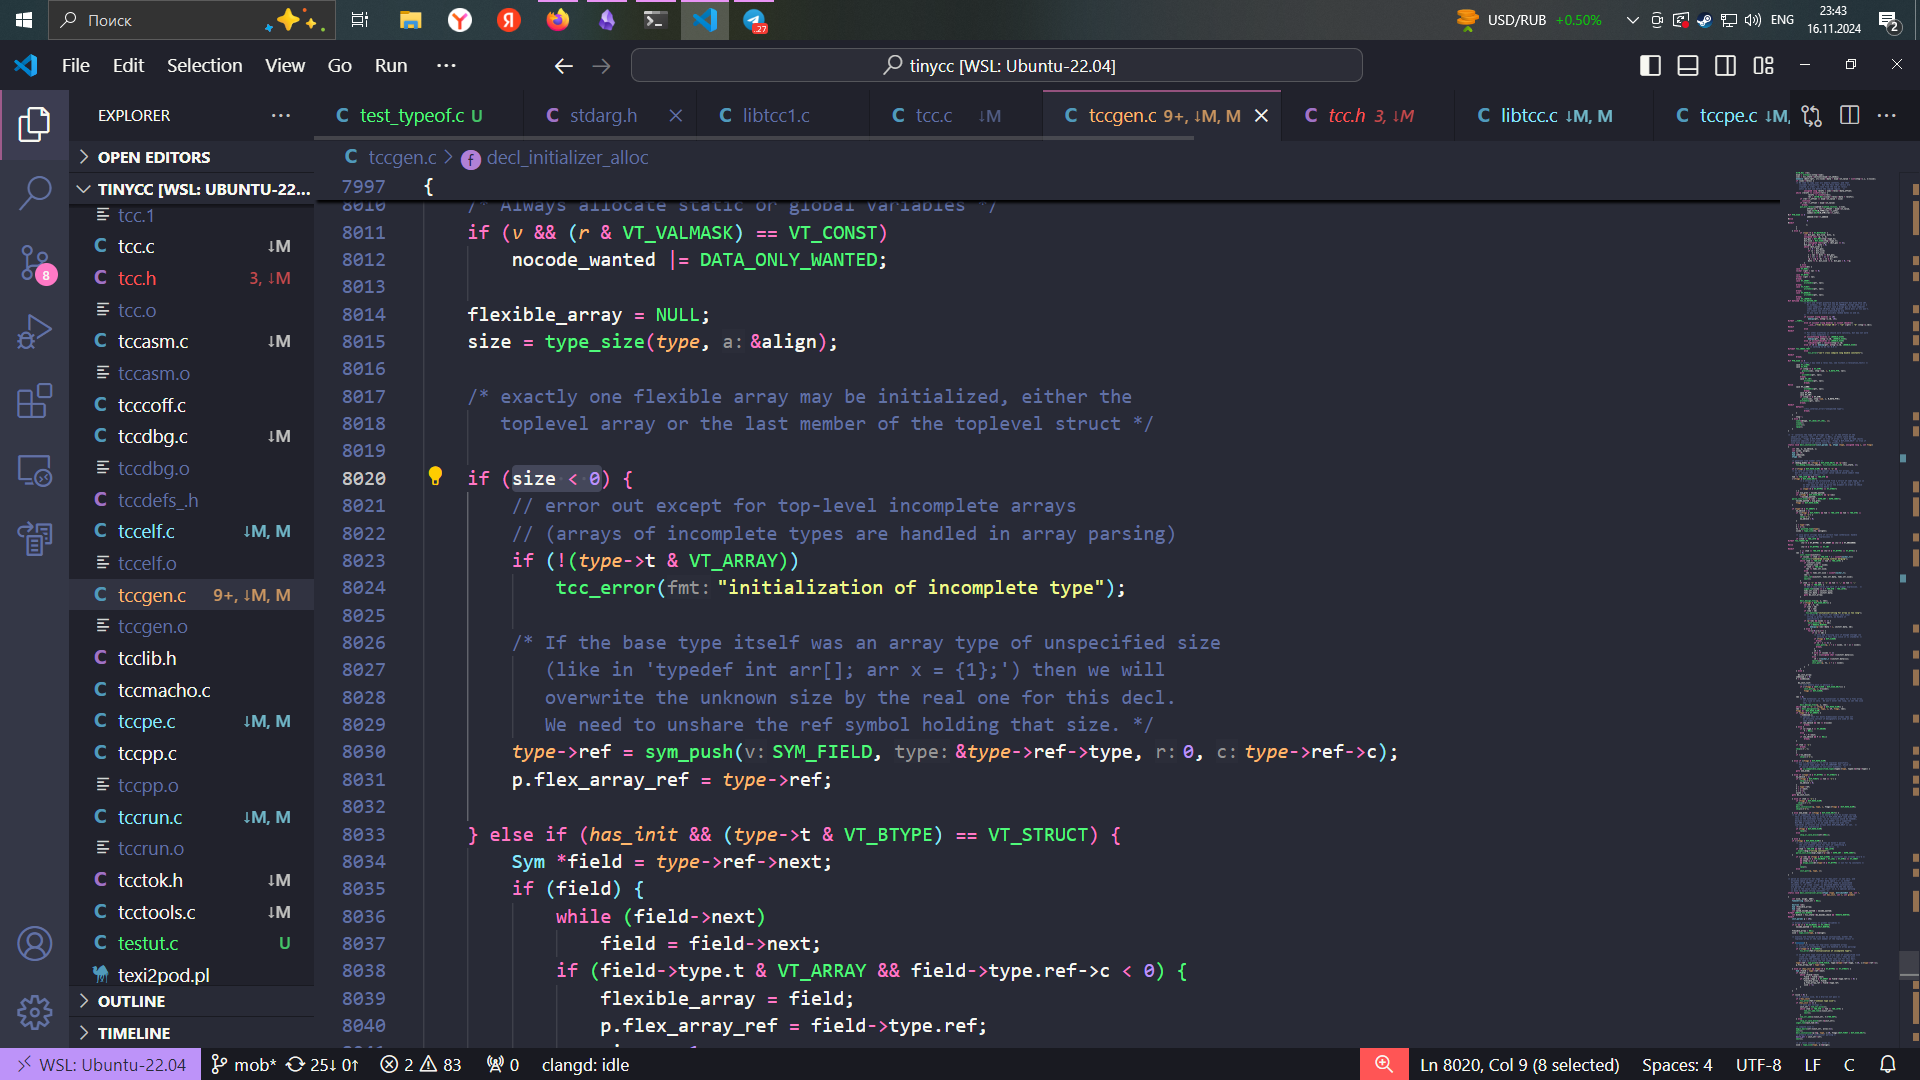 Поиск
27
USD/RUB +0.50%
ENG
23:43
16.11.2024
2
File Edit Selection View Go Run ···
tinycc [WSL: Ubuntu-22.04]
EXPLORER
test_typeof.c U
stdarg.h
libtcc1.c
tcc.c ↓M
tccgen.c 9+, ↓M, M
tcc.h 3, ↓M
libtcc.c ↓M, M
tccpe.c ↓M,
OPEN EDITORS
TINYCC [WSL: UBUNTU-22...
tcc.1
tcc.c ↓M
tcc.h 3, ↓M
tcc.o
tccasm.c ↓M
tccasm.o
tcccoff.c
tccdbg.c ↓M
tccdbg.o
tccdefs_.h
tccelf.c ↓M, M
tccelf.o
tccgen.c 9+, ↓M, M
tccgen.o
tcclib.h
tccmacho.c
tccpe.c ↓M, M
tccpp.c
tccpp.o
tccrun.c ↓M, M
tccrun.o
tcctok.h ↓M
tcctools.c ↓M
testut.c U
texi2pod.pl
OUTLINE
TIMELINE
8
tccgen.c > decl_initializer_alloc
7997 {
8010 /* Always allocate static or global variables */
8011 if (v && (r & VT_VALMASK) == VT_CONST)
8012 nocode_wanted |= DATA_ONLY_WANTED;
8013
8014 flexible_array = NULL;
8015 size = type_size(type, a: &align);
8016
8017 /* exactly one flexible array may be initialized, either the
8018 toplevel array or the last member of the toplevel struct */
8019
8020 if (size < 0) {
8021 // error out except for top-level incomplete arrays
8022 // (arrays of incomplete types are handled in array parsing)
8023 if (!(type->t & VT_ARRAY))
8024 tcc_error(fmt: "initialization of incomplete type");
8025
8026 /* If the base type itself was an array type of unspecified size
8027 (like in 'typedef int arr[]; arr x = {1};') then we will
8028 overwrite the unknown size by the real one for this decl.
8029 We need to unshare the ref symbol holding that size. */
8030 type->ref = sym_push(v: SYM_FIELD, type: &type->ref->type, r: 0, c: type->ref->c);
8031 p.flex_array_ref = type->ref;
8032
8033 } else if (has_init && (type->t & VT_BTYPE) == VT_STRUCT) {
8034 Sym *field = type->ref->next;
8035 if (field) {
8036 while (field->next)
8037 field = field->next;
8038 if (field->type.t & VT_ARRAY && field->type.ref->c < 0) {
8039 flexible_array = field;
8040 p.flex_array_ref = field->type.ref;
WSL: Ubuntu-22.04
mob*
25↓ 0↑
2
83
0
clangd: idle
Ln 8020, Col 9 (8 selected)
Spaces: 4
UTF-8
LF
C